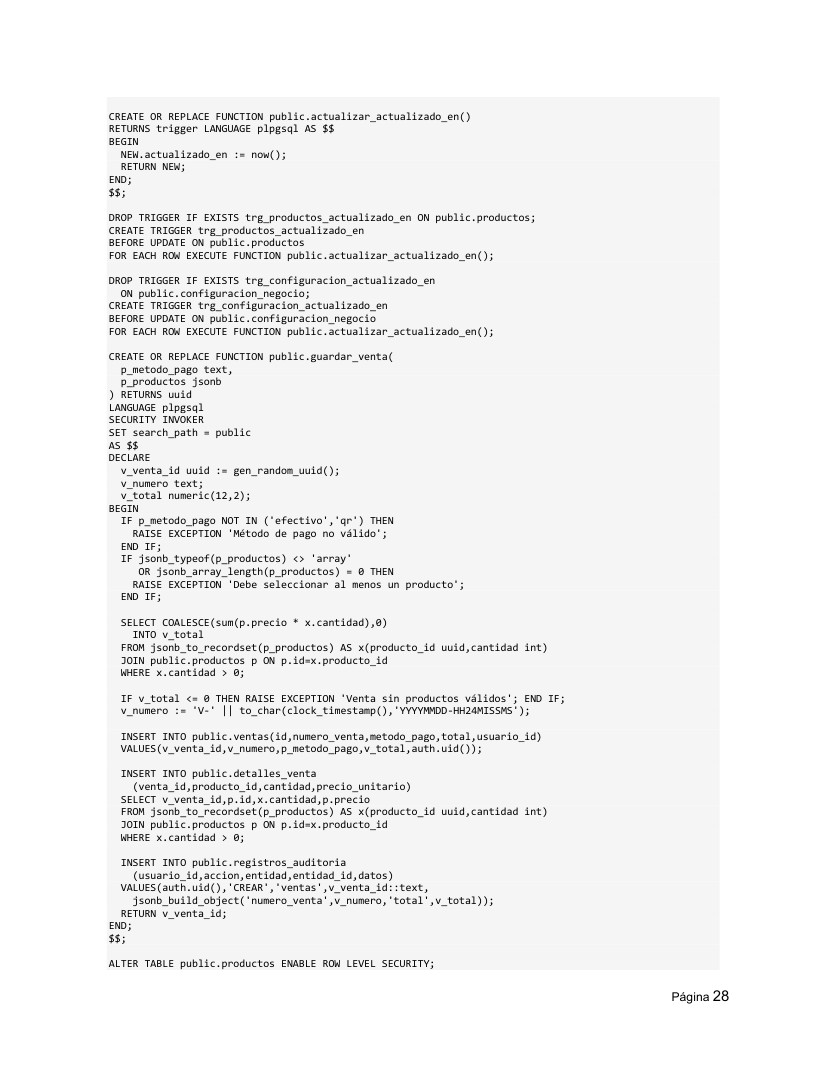 CREATE OR REPLACE FUNCTION public.actualizar_actualizado_en()
RETURNS trigger LANGUAGE plpgsql AS $$
BEGIN
  NEW.actualizado_en := now();
  RETURN NEW;
END;
$$;

DROP TRIGGER IF EXISTS trg_productos_actualizado_en ON public.productos;
CREATE TRIGGER trg_productos_actualizado_en
BEFORE UPDATE ON public.productos
FOR EACH ROW EXECUTE FUNCTION public.actualizar_actualizado_en();

DROP TRIGGER IF EXISTS trg_configuracion_actualizado_en
  ON public.configuracion_negocio;
CREATE TRIGGER trg_configuracion_actualizado_en
BEFORE UPDATE ON public.configuracion_negocio
FOR EACH ROW EXECUTE FUNCTION public.actualizar_actualizado_en();

CREATE OR REPLACE FUNCTION public.guardar_venta(
  p_metodo_pago text,
  p_productos jsonb
) RETURNS uuid
LANGUAGE plpgsql
SECURITY INVOKER
SET search_path = public
AS $$
DECLARE
  v_venta_id uuid := gen_random_uuid();
  v_numero text;
  v_total numeric(12,2);
BEGIN
  IF p_metodo_pago NOT IN ('efectivo','qr') THEN
    RAISE EXCEPTION 'Método de pago no válido';
  END IF;
  IF jsonb_typeof(p_productos) <> 'array'
     OR jsonb_array_length(p_productos) = 0 THEN
    RAISE EXCEPTION 'Debe seleccionar al menos un producto';
  END IF;

  SELECT COALESCE(sum(p.precio * x.cantidad),0)
    INTO v_total
  FROM jsonb_to_recordset(p_productos) AS x(producto_id uuid,cantidad int)
  JOIN public.productos p ON p.id=x.producto_id
  WHERE x.cantidad > 0;

  IF v_total <= 0 THEN RAISE EXCEPTION 'Venta sin productos válidos'; END IF;
  v_numero := 'V-' || to_char(clock_timestamp(),'YYYYMMDD-HH24MISSMS');

  INSERT INTO public.ventas(id,numero_venta,metodo_pago,total,usuario_id)
  VALUES(v_venta_id,v_numero,p_metodo_pago,v_total,auth.uid());

  INSERT INTO public.detalles_venta
    (venta_id,producto_id,cantidad,precio_unitario)
  SELECT v_venta_id,p.id,x.cantidad,p.precio
  FROM jsonb_to_recordset(p_productos) AS x(producto_id uuid,cantidad int)
  JOIN public.productos p ON p.id=x.producto_id
  WHERE x.cantidad > 0;

  INSERT INTO public.registros_auditoria
    (usuario_id,accion,entidad,entidad_id,datos)
  VALUES(auth.uid(),'CREAR','ventas',v_venta_id::text,
    jsonb_build_object('numero_venta',v_numero,'total',v_total));
  RETURN v_venta_id;
END;
$$;

ALTER TABLE public.productos ENABLE ROW LEVEL SECURITY;
Página 28